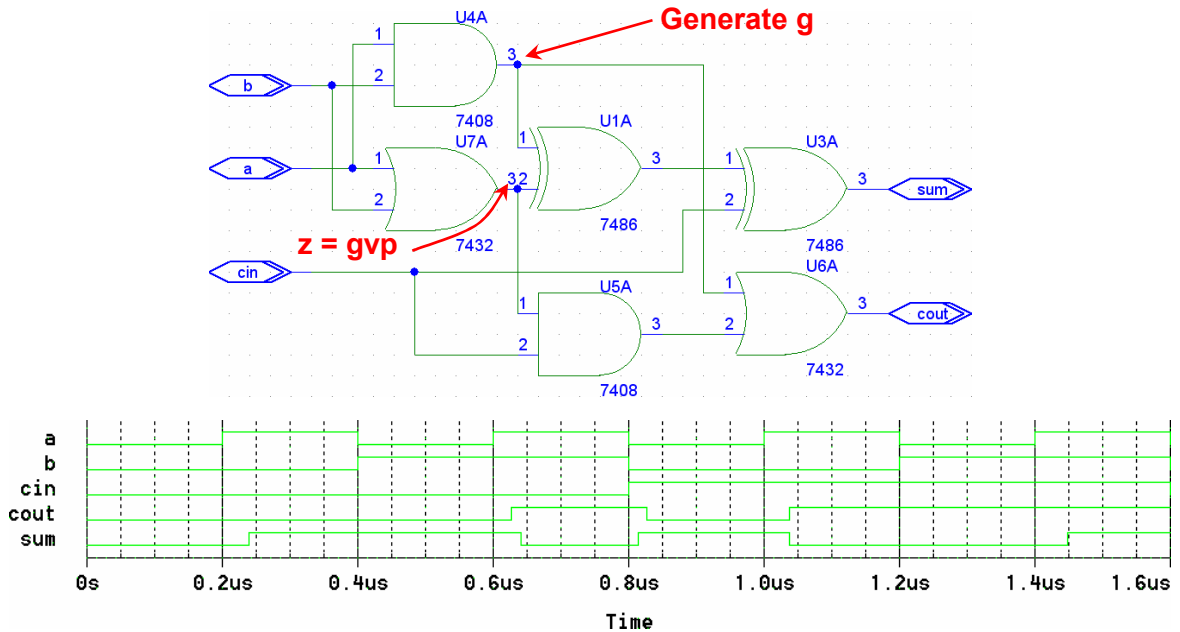 U4A
Generate g
1
3
2
b
7408
U7A
U1A
1
U3A
a
1
3
1
3 2
3
2
2
sum
7432
7486
z = gvp
7486
cin
U5A
U6A
1
1
3
3
cout
2
2
7432
7408
a
b
cin
cout
sum
0s 0.2us 0.4us 0.6us 0.8us 1.0us 1.2us 1.4us 1.6us
Time